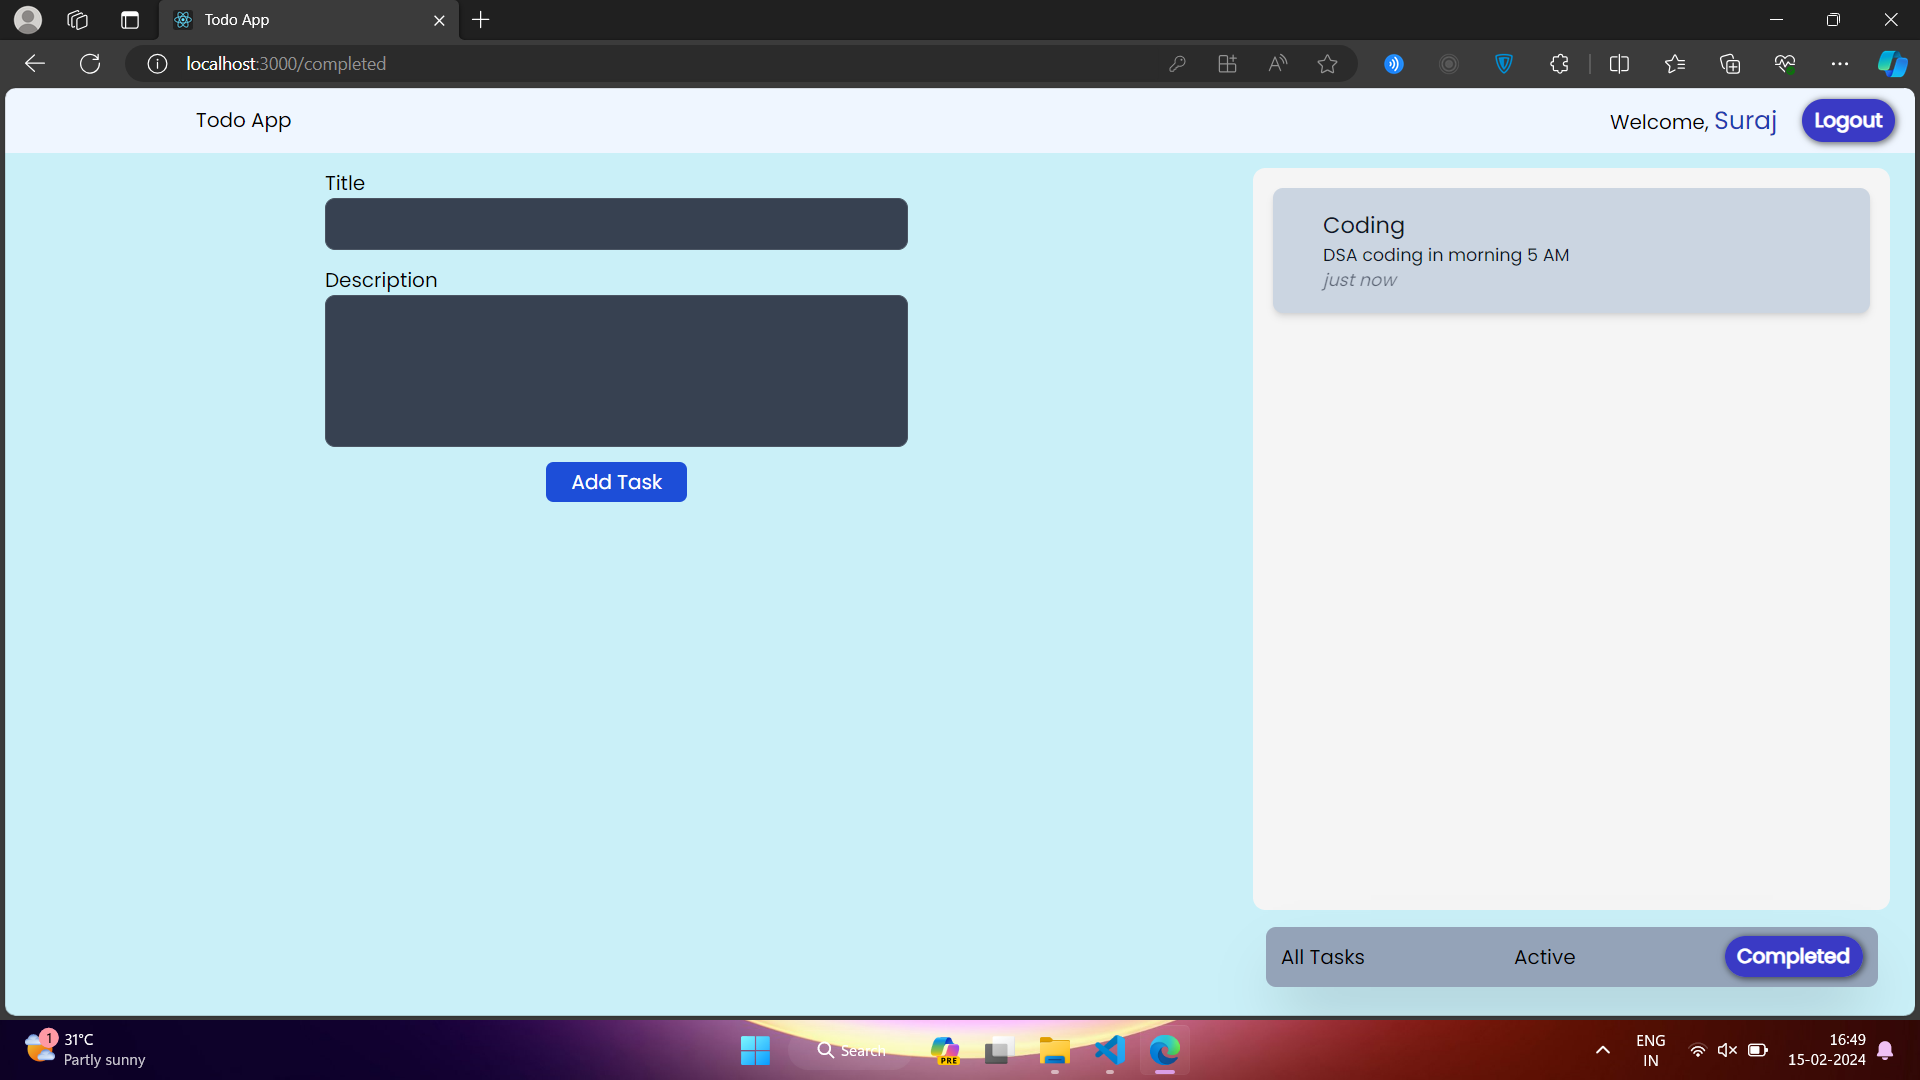 Todo App
localhost:3000/completed
Todo App
Welcome, Suraj
Logout
Title
Description
Add Task
Coding
DSA coding in morning 5 AM
just now
All Tasks
Active
Completed
1
31°C
Partly sunny
Search
PRE
ENG
IN
16:49
15-02-2024